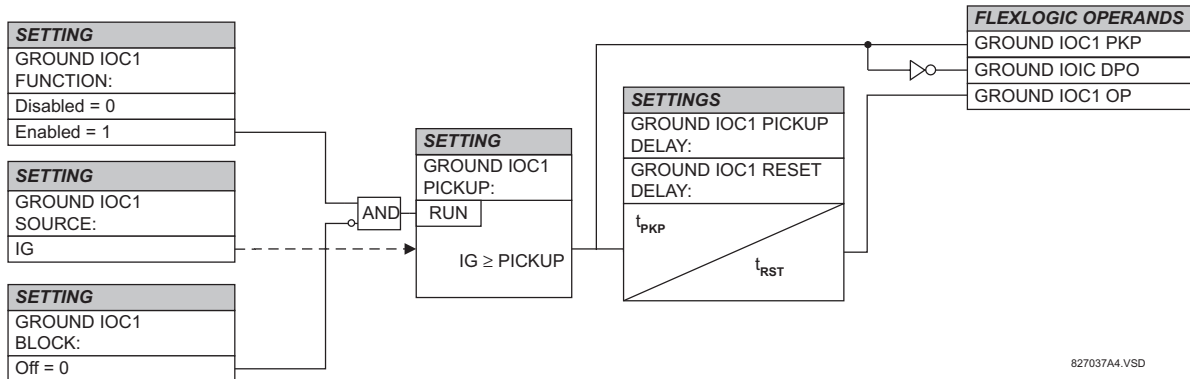 SETTING
GROUND IOC1
FUNCTION:
Disabled = 0
Enabled = 1
SETTING
GROUND IOC1
SOURCE:
IG
SETTING
GROUND IOC1
BLOCK:
Off = 0
AND
SETTING
GROUND IOC1
PICKUP:
RUN
IG ≥ PICKUP
SETTINGS
GROUND IOC1 PICKUP
DELAY:
GROUND IOC1 RESET
DELAY:
tPKP
tRST
FLEXLOGIC OPERANDS
GROUND IOC1 PKP
GROUND IOIC DPO
GROUND IOC1 OP
827037A4.VSD